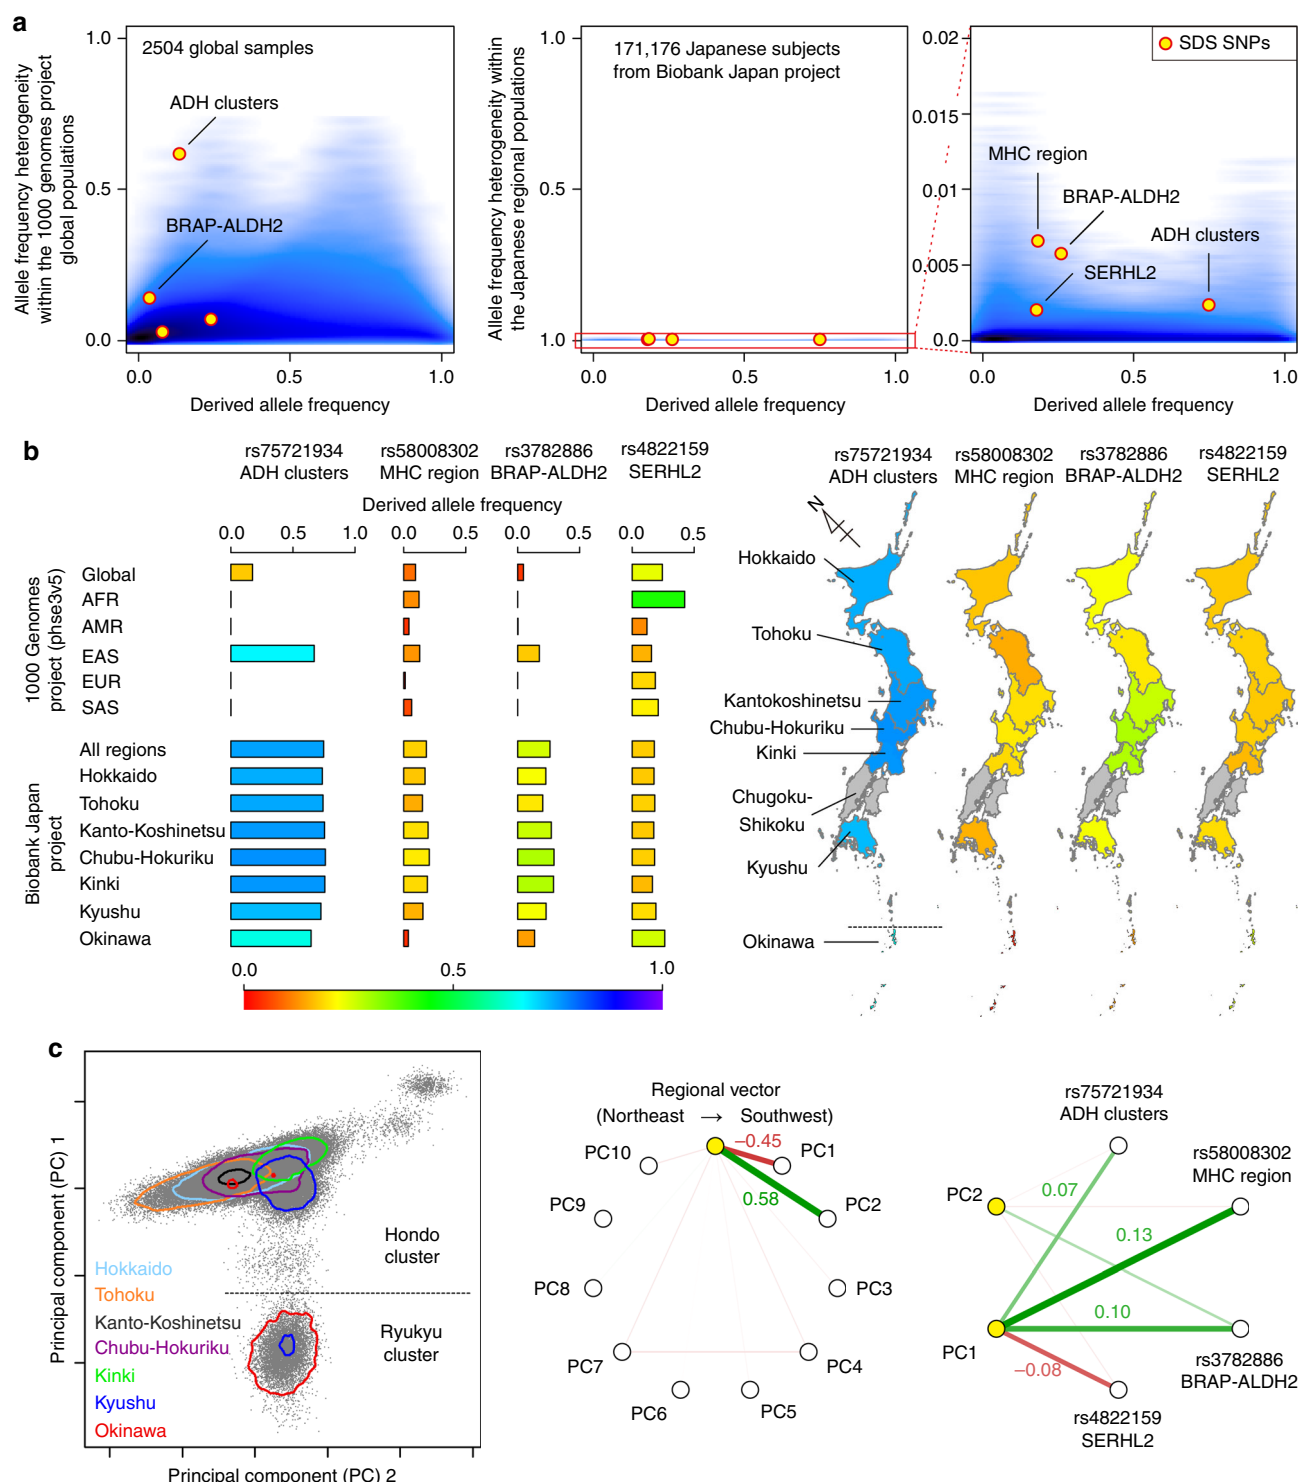 a
Allele frequency heterogeneity
within the 1000 genomes project
global populations
1.0
0.5
0.0
2504 global samples
ADH clusters
BRAP-ALDH2
0.0 0.5 1.0
Derived allele frequency
Allele frequency heterogeneity within
the Japanese regional populations
1.0
0.5
1.0
171,176 Japanese subjects
from Biobank Japan project
0.0 0.5 1.0
Derived allele frequency
0.02
0.015
0.01
0.005
0.0
SDS SNPs
MHC region
BRAP-ALDH2
ADH clusters
SERHL2
0.0 0.5 1.0
Derived allele frequency
b
rs75721934
ADH clusters
rs58008302
MHC region
rs3782886
BRAP-ALDH2
rs4822159
SERHL2
Derived allele frequency
0.0 0.5 1.0
0.0 0.5
0.0 0.5
0.0 0.5
1000 Genomes
project (phse3v5)
Global
AFR
AMR
EAS
EUR
SAS
Biobank Japan
project
All regions
Hokkaido
Tohoku
Kanto-Koshinetsu
Chubu-Hokuriku
Kinki
Kyushu
Okinawa
0.0 0.5 1.0
rs75721934
ADH clusters
rs58008302
MHC region
rs3782886
BRAP-ALDH2
rs4822159
SERHL2
N
Hokkaido
Tohoku
Kantokoshinetsu
Chubu-Hokuriku
Kinki
Chugoku-
Shikoku
Kyushu
Okinawa
c
Principal component (PC) 1
Hondo
cluster
Ryukyu
cluster
Hokkaido
Tohoku
Kanto-Koshinetsu
Chubu-Hokuriku
Kinki
Kyushu
Okinawa
Principal component (PC) 2
Regional vector
(Northeast → Southwest)
−0.45
0.58
PC1
PC2
PC3
PC4
PC5
PC6
PC7
PC8
PC9
PC10
rs75721934
ADH clusters
rs58008302
MHC region
PC2
0.07
0.13
0.10
PC1
−0.08
rs3782886
BRAP-ALDH2
rs4822159
SERHL2